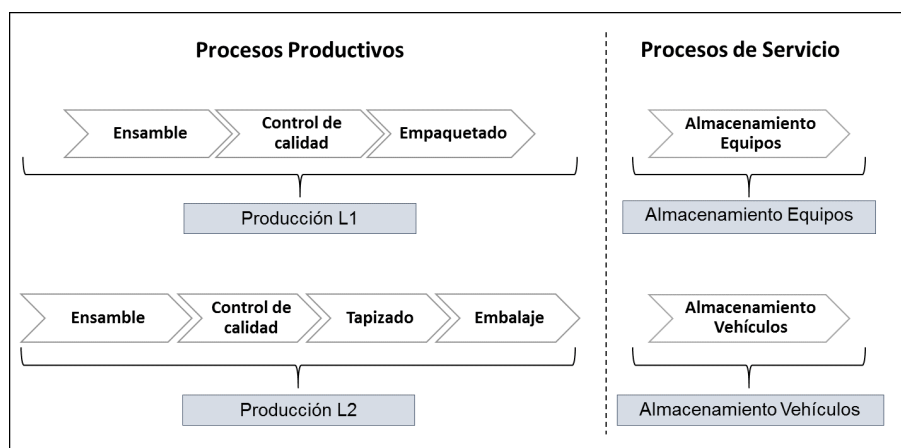 Procesos Productivos
Procesos de Servicio
Ensamble
Control de
calidad
Empaquetado
Almacenamiento
Equipos
Producción L1
Almacenamiento Equipos
Ensamble
Control de
calidad
Tapizado
Embalaje
Almacenamiento
Vehículos
Producción L2
Almacenamiento Vehículos